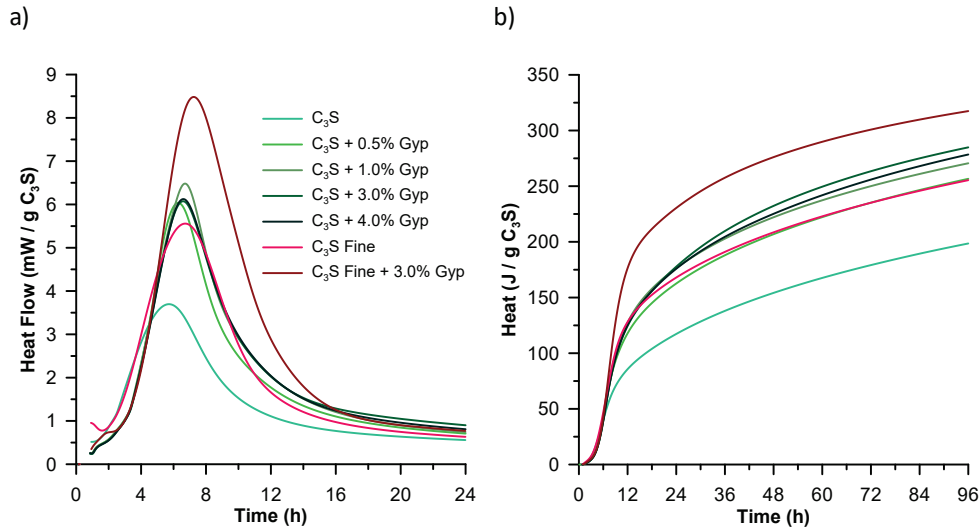 a)
Heat Flow (mW / g C₃S)
9
8
7
6
5
4
3
2
1
0
0 4 8 12 16 20 24
Time (h)
C₃S
C₃S + 0.5% Gyp
C₃S + 1.0% Gyp
C₃S + 3.0% Gyp
C₃S + 4.0% Gyp
C₃S Fine
C₃S Fine + 3.0% Gyp
b)
Heat (J / g C₃S)
350
300
250
200
150
100
50
0
0 12 24 36 48 60 72 84 96
Time (h)